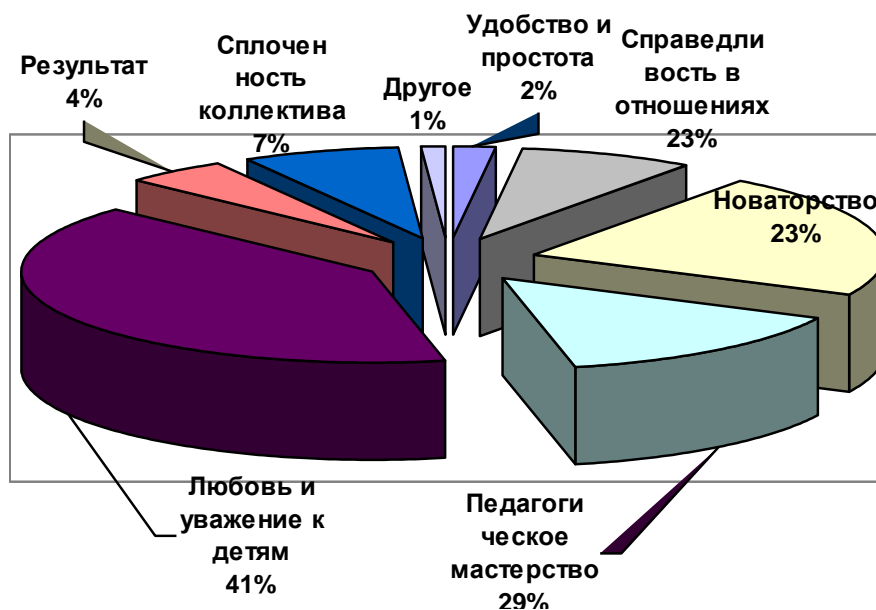 Результат
4%
Сплочен
ность
коллектива
7%
Другое
1%
Удобство и
простота
2%
Справедли
вость в
отношениях
23%
Новаторство
23%
Любовь и
уважение к
детям
41%
Педагоги
ческое
мастерство
29%